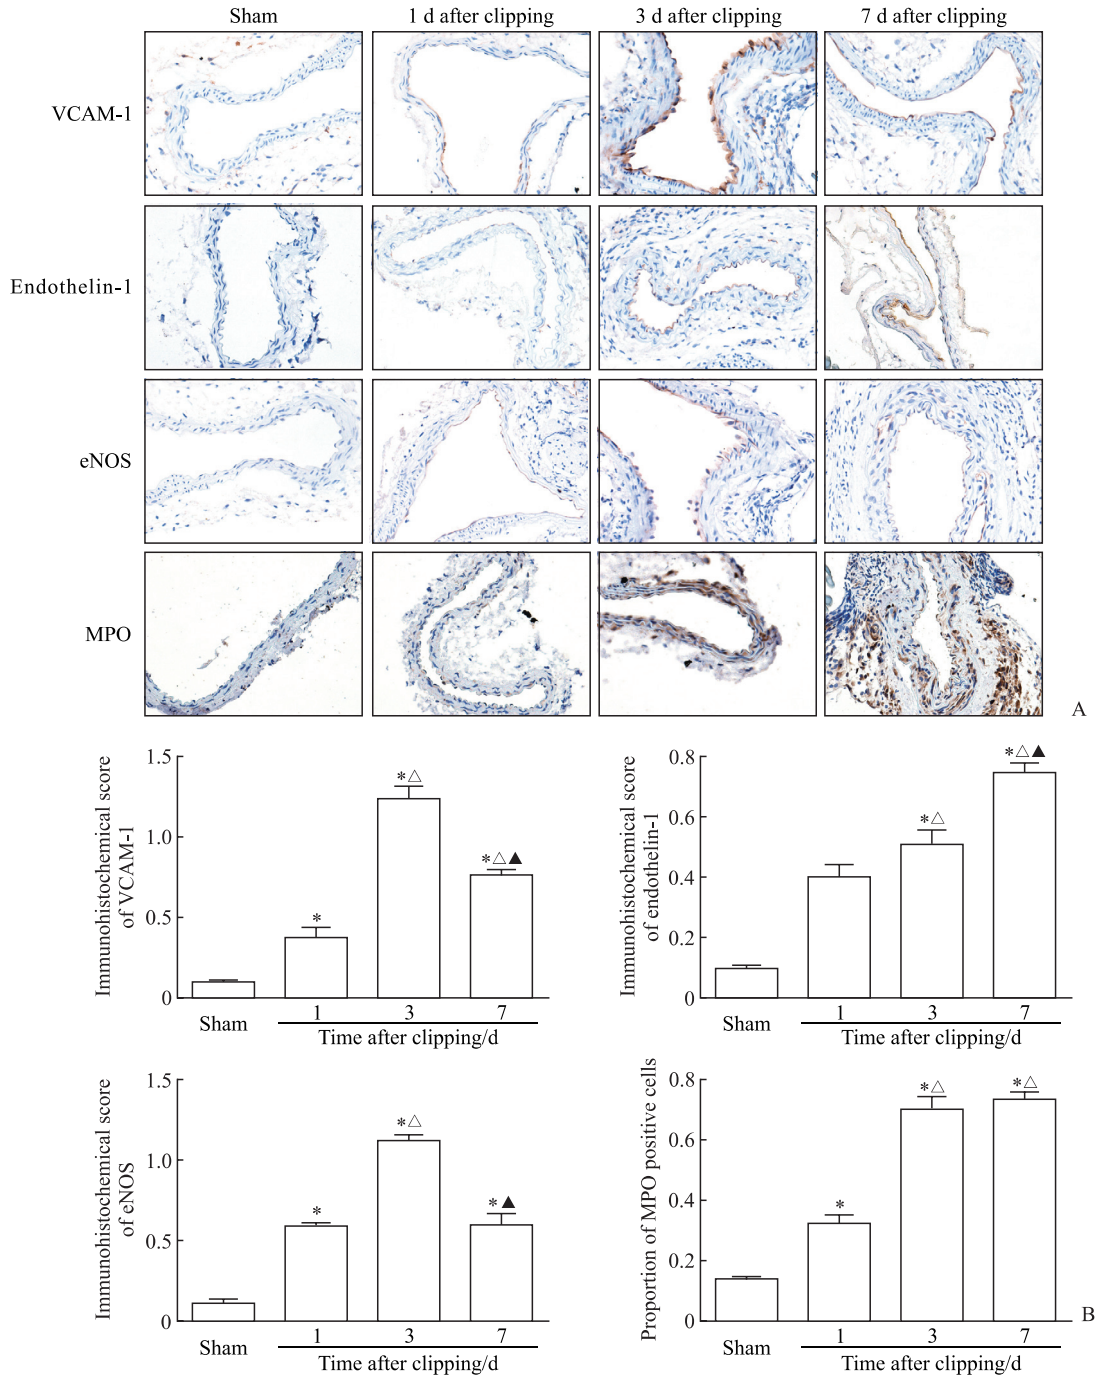 Sham 1 d after clipping 3 d after clipping 7 d after clipping
VCAM-1
Endothelin-1
eNOS
MPO
A
Immunohistochemical score
of VCAM-1
1.5
1.0
0.5
0
*
*△
*△▲
Sham
1 3 7
Time after clipping/d
Immunohistochemical score
of endothelin-1
0.8
0.6
0.4
0.2
0
*△
*△▲
Sham
1 3 7
Time after clipping/d
Immunohistochemical score
of eNOS
1.5
1.0
0.5
0
*
*△
*▲
Sham
1 3 7
Time after clipping/d
Proportion of MPO positive cells
0.8
0.6
0.4
0.2
0
*
*△
*△
Sham
1 3 7
Time after clipping/d
B